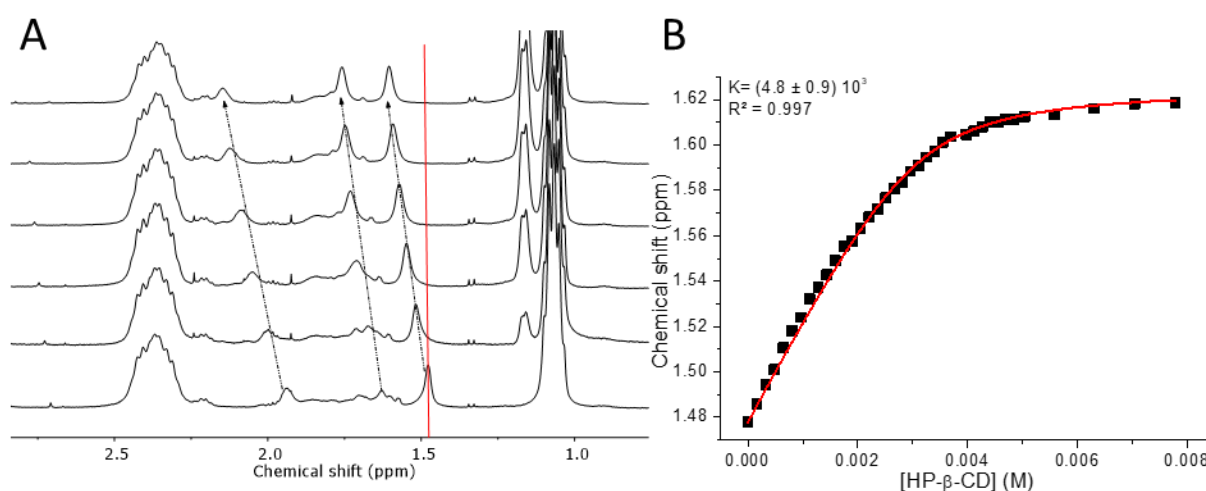 A
2.5
2.0
1.5
1.0
Chemical shift (ppm)
B
K= (4.8 ± 0.9) 10³
R² = 0.997
1.62
1.60
1.58
1.56
1.54
1.52
1.50
1.48
Chemical shift (ppm)
0.000
0.002
0.004
0.006
0.008
[HP-β-CD] (M)